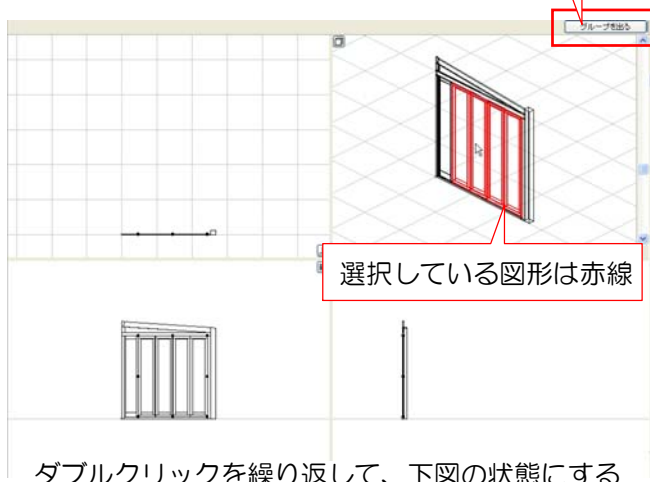 グループを出る
選択している図形は赤線
ダブルクリックを繰り返して、下図の状態にする